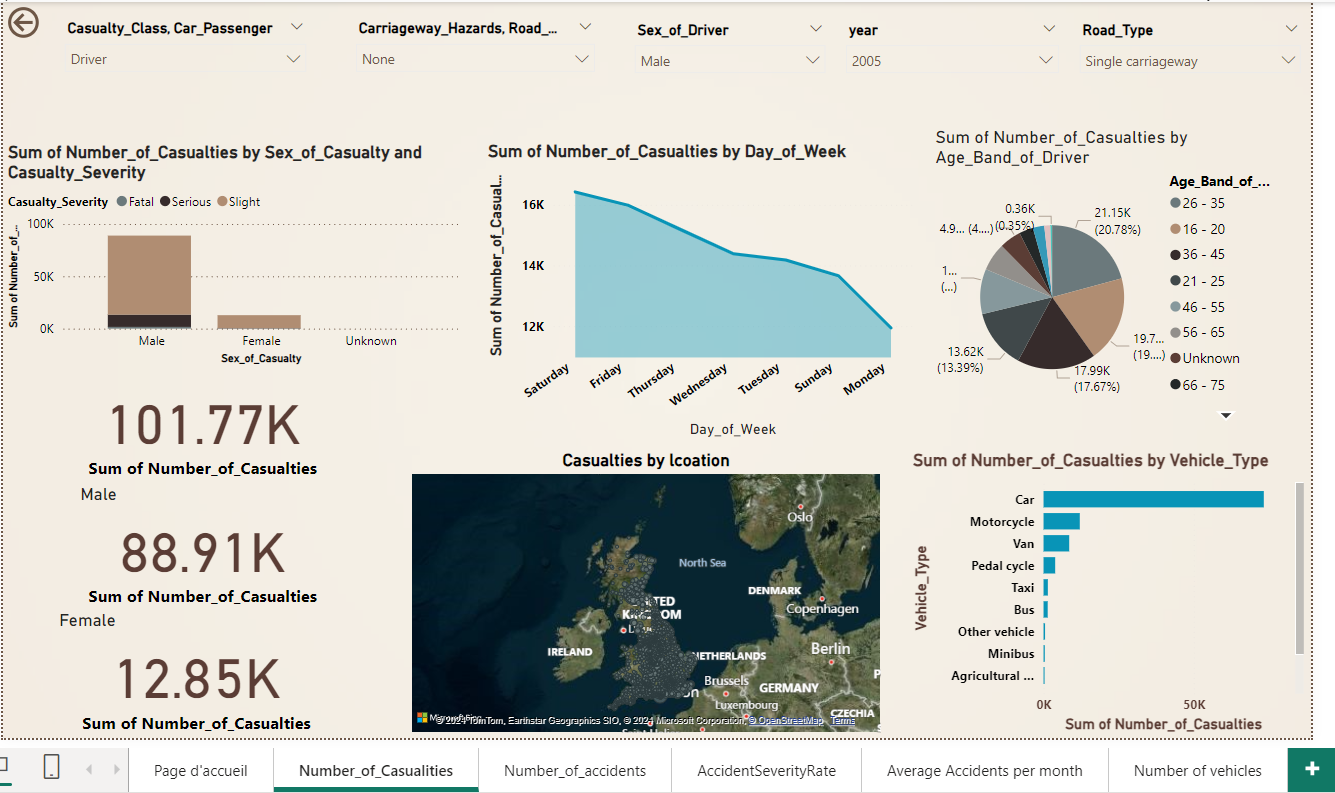 Casualty_Class, Car_Passenger
Driver
Carriageway_Hazards, Road_...
None
Sex_of_Driver
Male
year
2005
Road_Type
Single carriageway
Sum of Number_of_Casualties by Sex_of_Casualty and
Casualty_Severity
Casualty_Severity Fatal Serious Slight
Sum of Number_of_...
100K
50K
0K
Male Female Unknown
Sex_of_Casualty
101.77K
Sum of Number_of_Casualties
Male
88.91K
Sum of Number_of_Casualties
Female
12.85K
Sum of Number_of_Casualties
Sum of Number_of_Casualties by Day_of_Week
Sum of Number_of_Casual...
16K
14K
12K
Saturday Friday Thursday Wednesday Tuesday Sunday Monday
Day_of_Week
Casualties by lcoation
Oslo
North Sea
DENMARK
Copenhagen
IRELAND
Berlin
Brussels
GERMANY
Luxembourg
CZECHIA
© 2024 TomTom, Earthstar Geographics SIO, © 2024 Microsoft Corporation, © OpenStreetMap Terms
Sum of Number_of_Casualties by
Age_Band_of_Driver
0.36K
(0.35%)
21.15K
(20.78%)
4.9... (4....)
1...
(...)
13.62K
(13.39%)
17.99K
(17.67%)
19.7...
(19....)
Age_Band_of_...
26 - 35
16 - 20
36 - 45
21 - 25
46 - 55
56 - 65
Unknown
66 - 75
Sum of Number_of_Casualties by Vehicle_Type
Vehicle_Type
Car
Motorcycle
Van
Pedal cycle
Taxi
Bus
Other vehicle
Minibus
Agricultural ...
0K 50K
Sum of Number_of_Casualties
Page d'accueil
Number_of_Casualities
Number_of_accidents
AccidentSeverityRate
Average Accidents per month
Number of vehicles